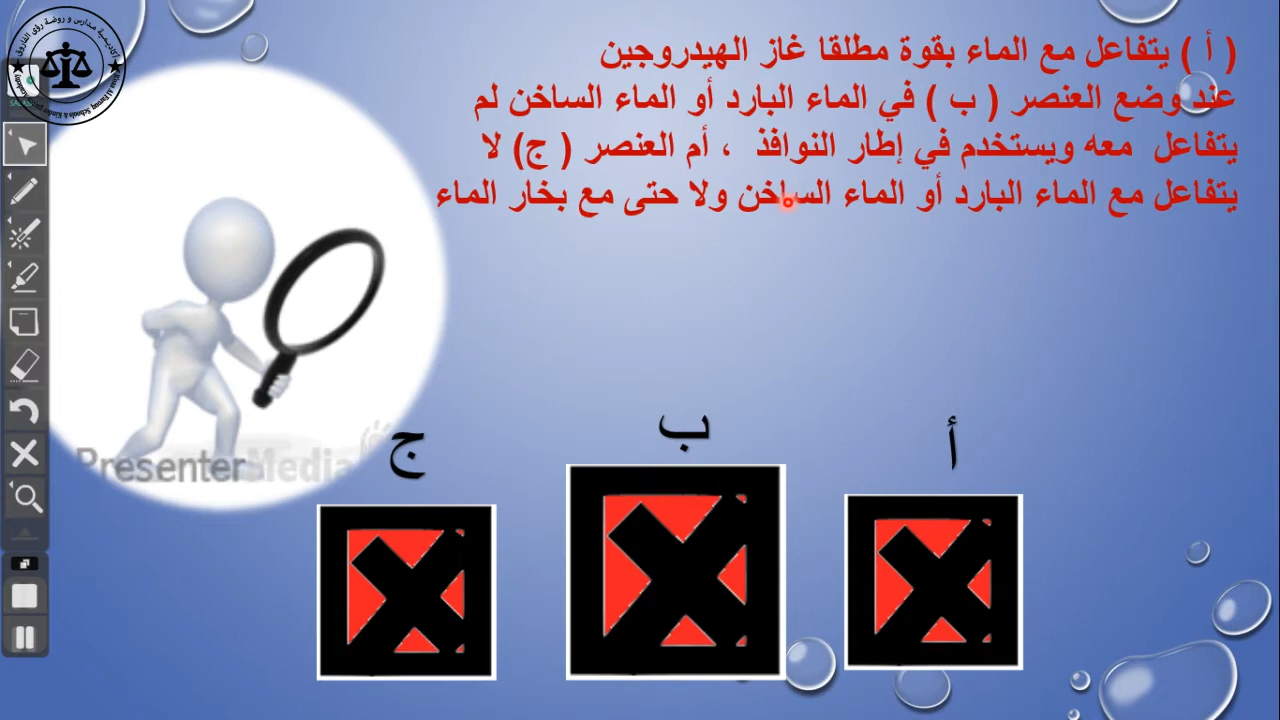 ( أ ) يتفاعل مع الماء بقوة مطلقا غاز الهيدروجين
عند وضع العنصر ( ب ) في الماء البارد أو الماء الساخن لم
يتفاعل معه ويستخدم في إطار النوافذ ، أم العنصر ( ج) لا
يتفاعل مع الماء البارد أو الماء الساخن ولا حتى مع بخار الماء
أ
ب
ج
PresenterMedia